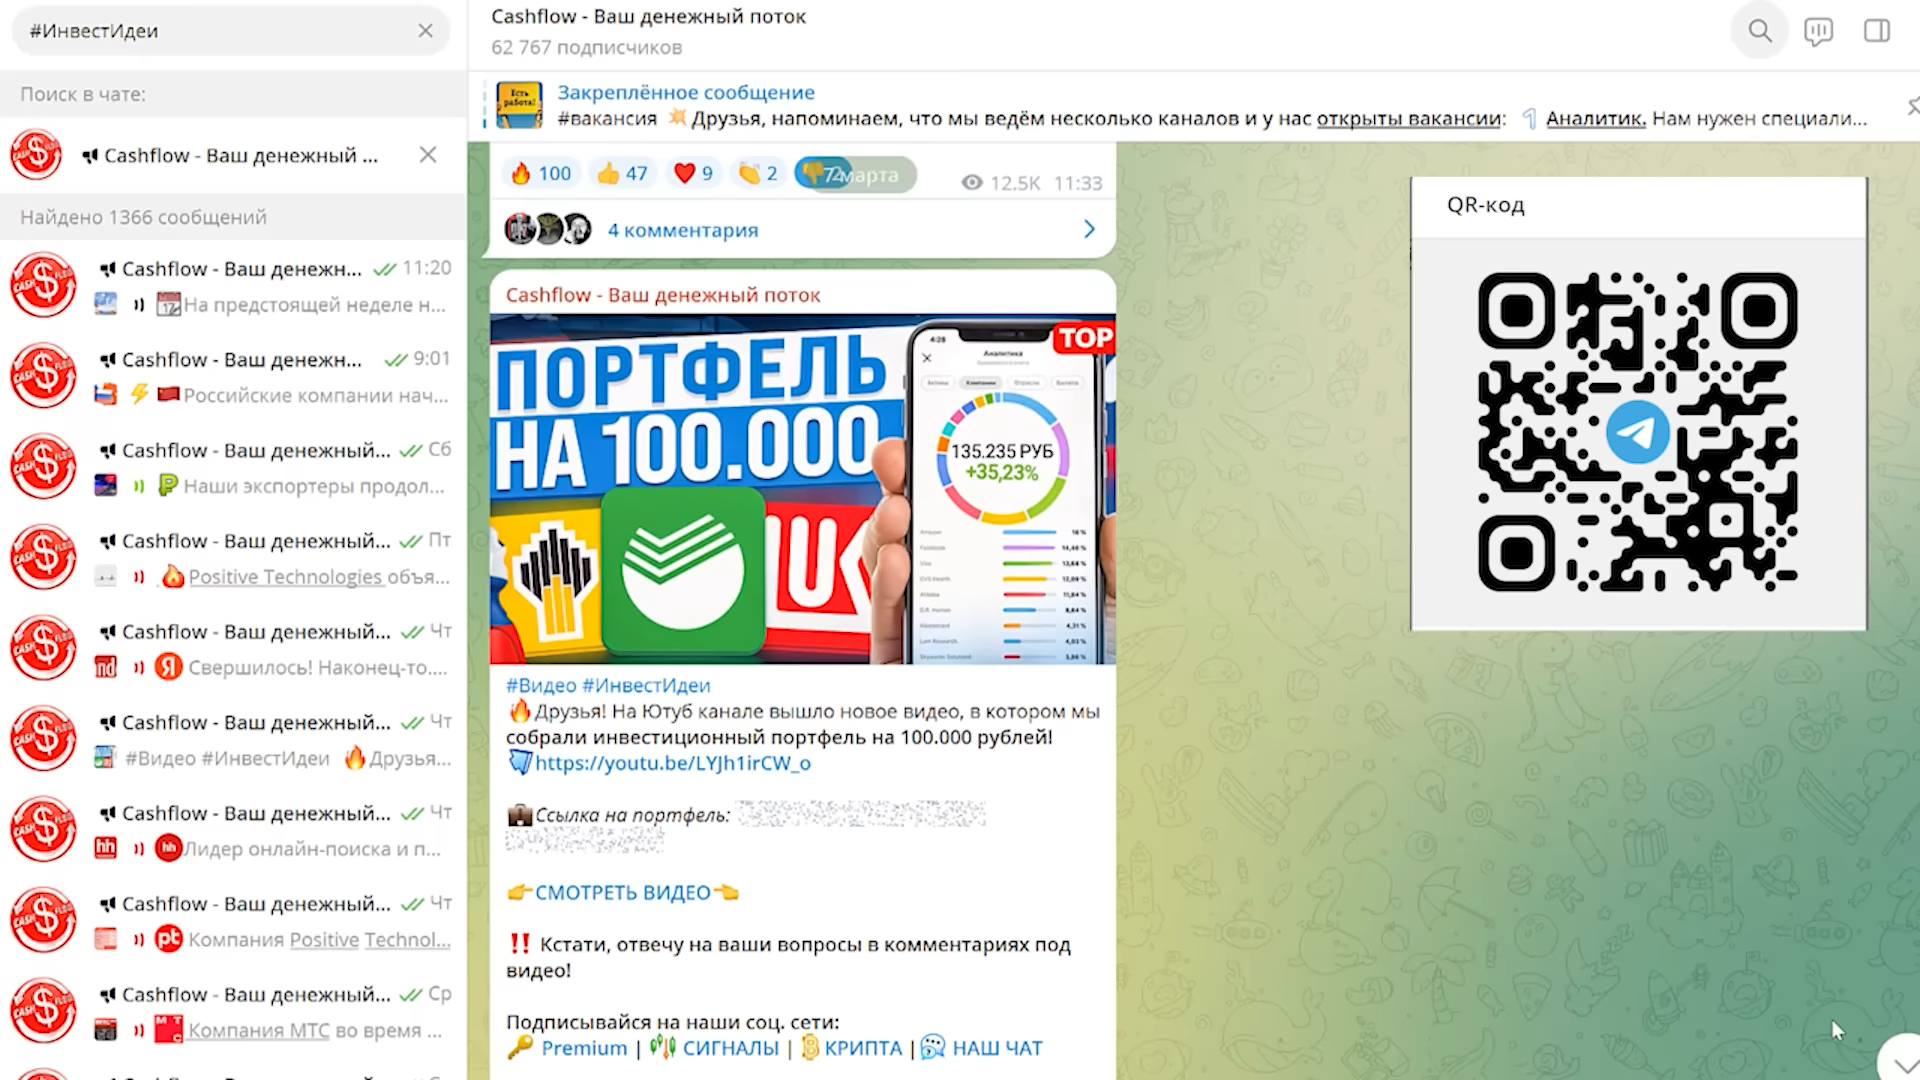 #ИнвестИдеи
Поиск в чате:
Cashflow - Ваш денежный ...
Найдено 1366 сообщений
Cashflow - Ваш денежн... 11:20
На предстоящей неделе н...
Cashflow - Ваш денежн... 9:01
Российские компании нач...
Cashflow - Ваш денежный... Сб
Наши экспортеры продол...
Cashflow - Ваш денежный... Пт
Positive Technologies объя...
Cashflow - Ваш денежный... Чт
Свершилось! Наконец-то....
Cashflow - Ваш денежный... Чт
#Видео #ИнвестИдеи 🔥Друзья...
Cashflow - Ваш денежный... Чт
Лидер онлайн-поиска и п...
Cashflow - Ваш денежный... Чт
Компания Positive Technol...
Cashflow - Ваш денежный... Ср
Компания МТС во время ...
Cashflow - Ваш денежный поток
62 767 подписчиков
Есть работа!
Закреплённое сообщение
#вакансия 💥Друзья, напоминаем, что мы ведём несколько каналов и у нас открыты вакансии: 1 Аналитик. Нам нужен специали...
🔥 100 👍 47 ❤ 9 👏 2 👎 2
7 марта
12.5K 11:33
4 комментария
Cashflow - Ваш денежный поток
ПОРТФЕЛЬ
НА 100.000
TOP
4:28
Аналитика
135.235 РУБ
+35,23%
#Видео #ИнвестИдеи
🔥Друзья! На Ютуб канале вышло новое видео, в котором мы
собрали инвестиционный портфель на 100.000 рублей!
https://youtu.be/LYJh1irCW_o
💼Ссылка на портфель:
👉СМОТРЕТЬ ВИДЕО👈
‼ Кстати, отвечу на ваши вопросы в комментариях под
видео!
Подписывайся на наши соц. сети:
🔑 Premium | СИГНАЛЫ | КРИПТА | НАШ ЧАТ
QR-код